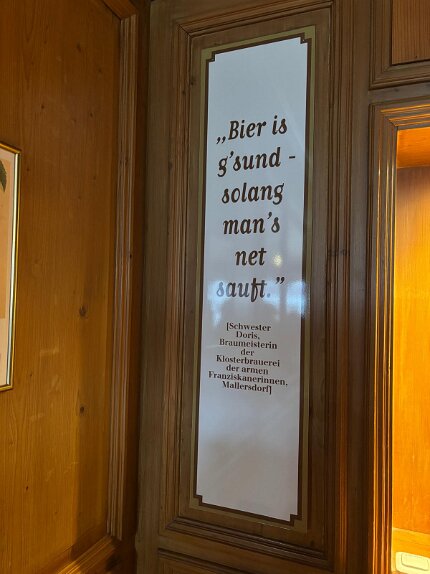 „Bier is
g'sund -
solang
man's
net
sauft."
[Schwester
Doris,
Braumeisterin
der
Klosterbrauerei
der armen
Franziskanerinnen,
Mallersdorf]